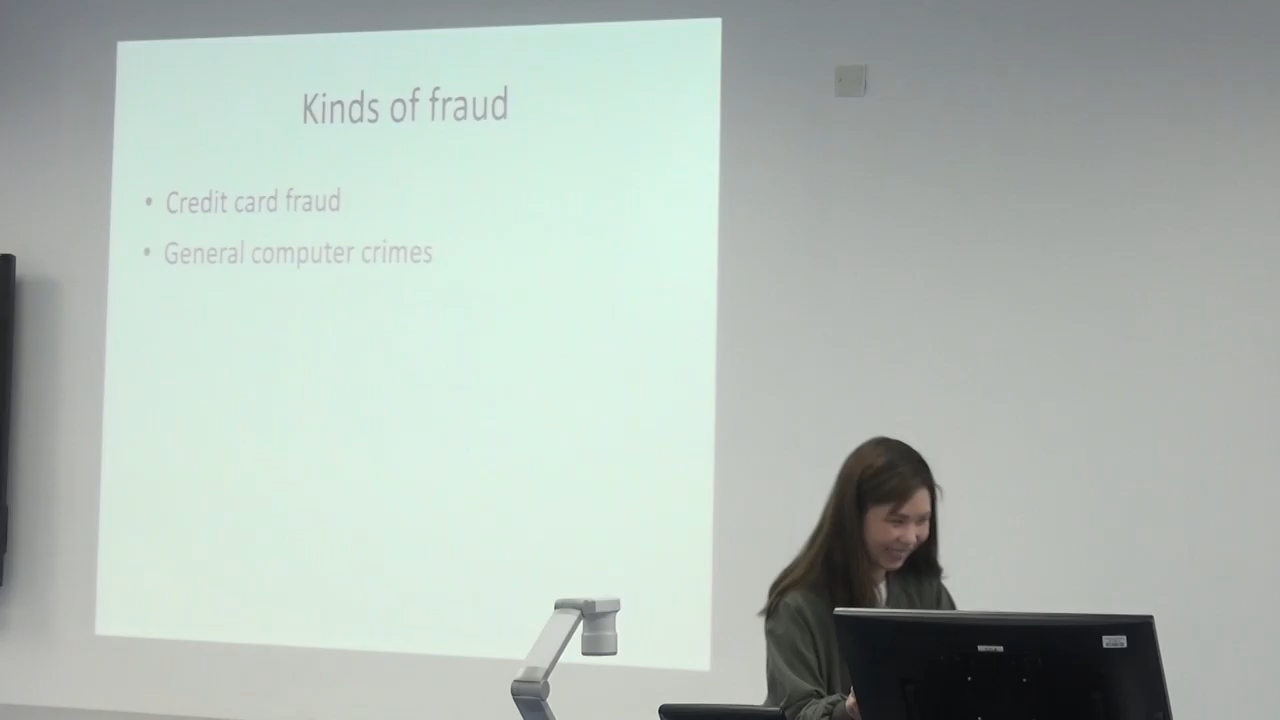 Kinds of fraud
• Credit card fraud
• General computer crimes